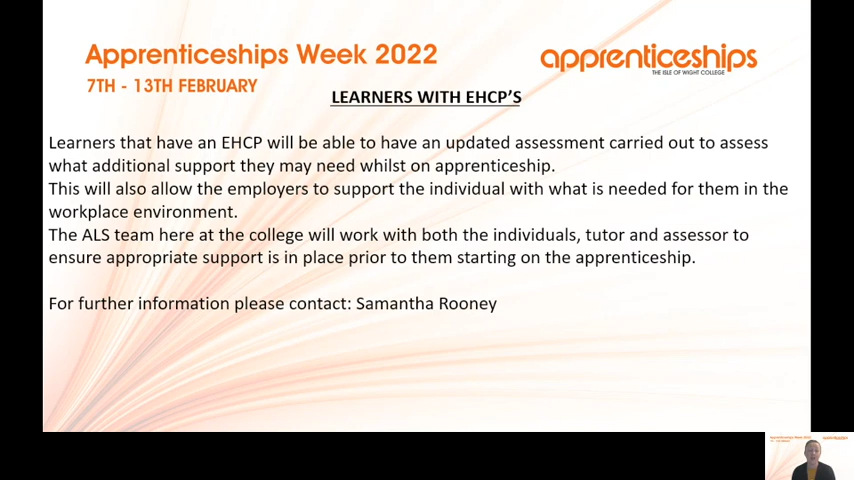 Apprenticeships Week 2022
7TH - 13TH FEBRUARY
apprenticeships
THE ISLE OF WIGHT COLLEGE
LEARNERS WITH EHCP'S
Learners that have an EHCP will be able to have an updated assessment carried out to assess
what additional support they may need whilst on apprenticeship.
This will also allow the employers to support the individual with what is needed for them in the
workplace environment.
The ALS team here at the college will work with both the individuals, tutor and assessor to
ensure appropriate support is in place prior to them starting on the apprenticeship.
For further information please contact: Samantha Rooney